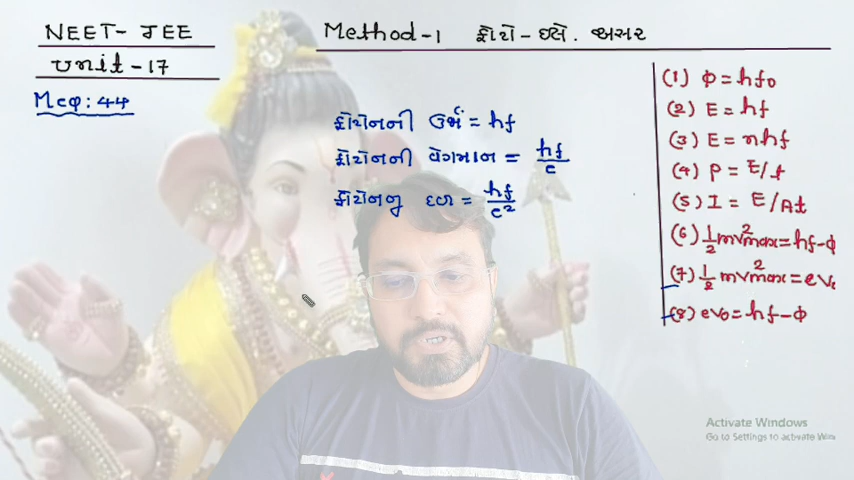 NEET - JEE
Method-1 ફોટો-ઇલે. અસર
Unit-17
Mcq: 44
ફોટોનની ઉર્જા = hf
ફોટોનની વેગમાન = hf/c
ફોટોનનુ દળ = hf/c²
(1) Φ = hf₀
(2) E = hf
(3) E = nhf
(4) P = E/t
(5) I = E/At
(6) ½mv²max = hf-Φ
(7) ½mv²max = eV₀
(8) eV₀ = hf-Φ
Activate Windows
Go to Settings to activate Win